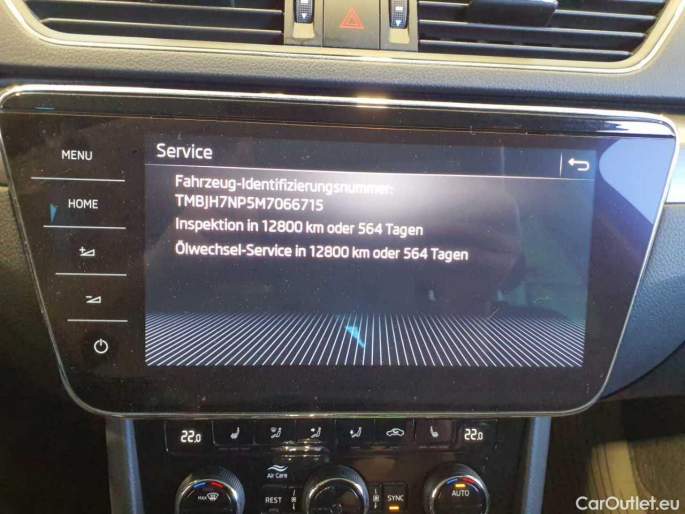 MENU
HOME
Service
Fahrzeug-Identifizierungsnummer:
TMBJH7NP5M7066715
Inspektion in 12800 km oder 564 Tagen
Ölwechsel-Service in 12800 km oder 564 Tagen
22.0
22.0
Air Care
MAX
REST
SYNC
AUTO
CarOutlet.eu